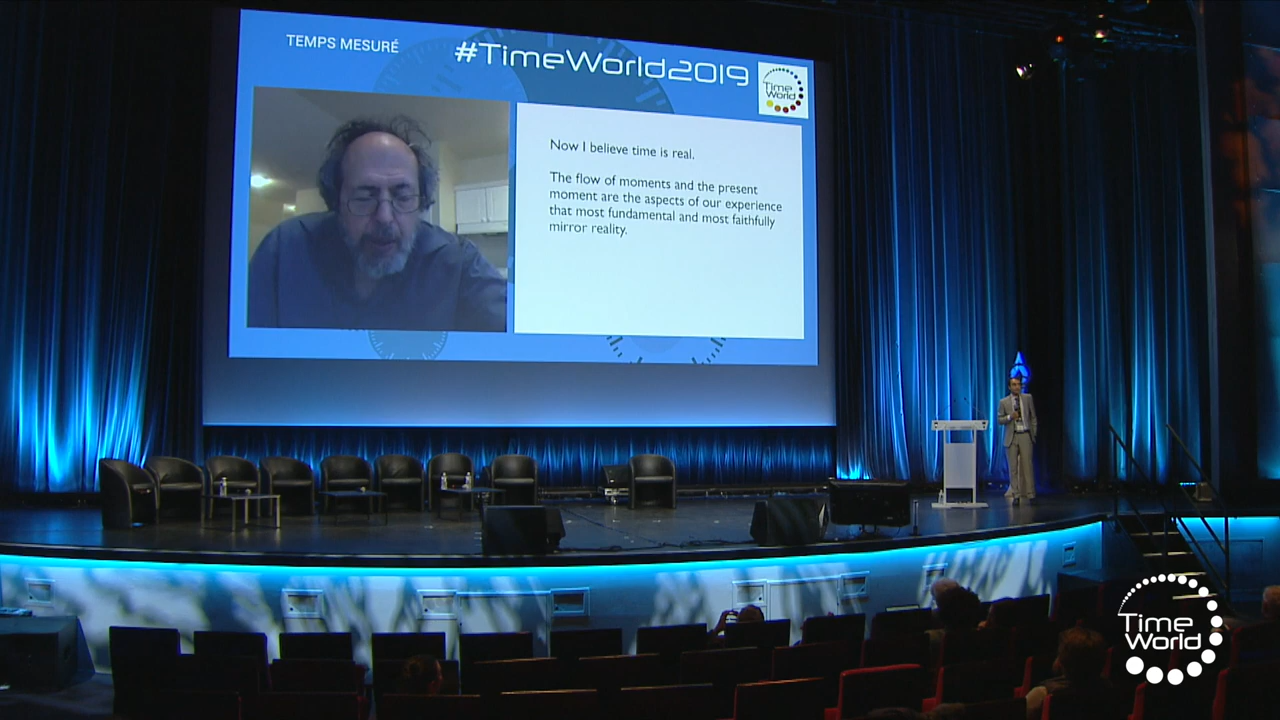 TEMPS MESURÉ
#TimeWorld2019
Time
World
Now I believe time is real.
The flow of moments and the present
moment are the aspects of our experience
that most fundamental and most faithfully
mirror reality.
Time
World